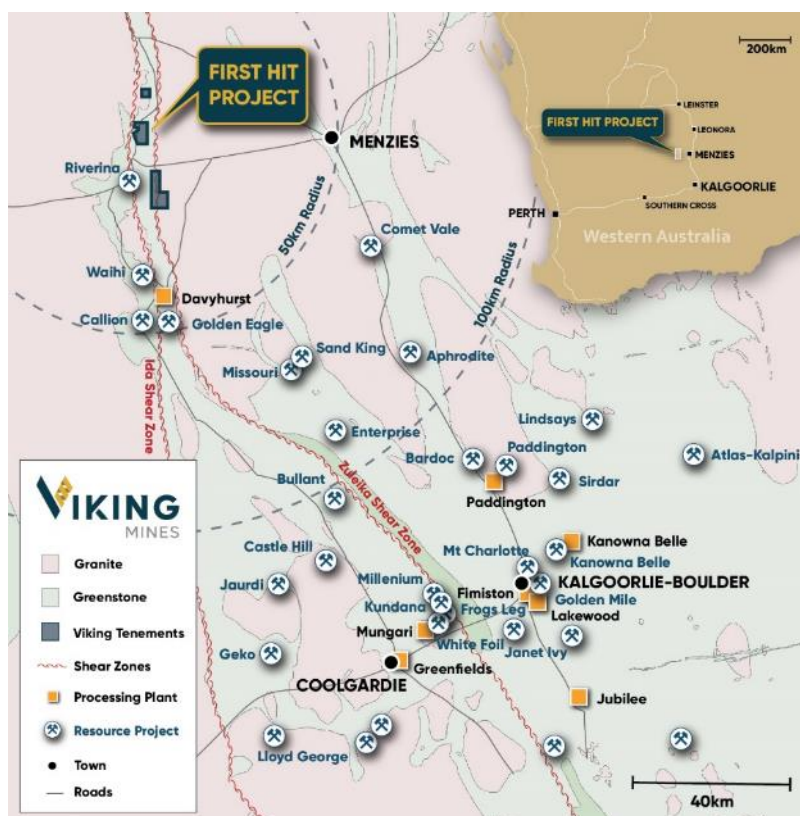 FIRST HIT
PROJECT
200km
LEINSTER
LEONORA
FIRST HIT PROJECT
MENZIES
KALGOORLIE
SOUTHERN CROSS
PERTH
Western Australia
MENZIES
Riverina
50km Radius
Comet Vale
100km Radius
Waihi
Davyhurst
Callion
Golden Eagle
Sand King
Missouri
Aphrodite
Ida Shear Zone
Lindsays
Enterprise
Bardoc
Paddington
Atlas-Kalpini
Sirdar
Paddington
Bullant
Zuleika Shear Zone
VIKING
MINES
Granite
Greenstone
Viking Tenements
Shear Zones
Processing Plant
Resource Project
Town
Roads
Castle Hill
Jaurdi
Mt Charlotte
Kanowna Belle
Kanowna Belle
Millenium
Fimiston
KALGOORLIE-BOULDER
Kundana
Frogs Leg
Golden Mile
Lakewood
Mungari
White Foil
Janet Ivy
Geko
Greenfields
COOLGARDIE
Jubilee
Lloyd George
40km